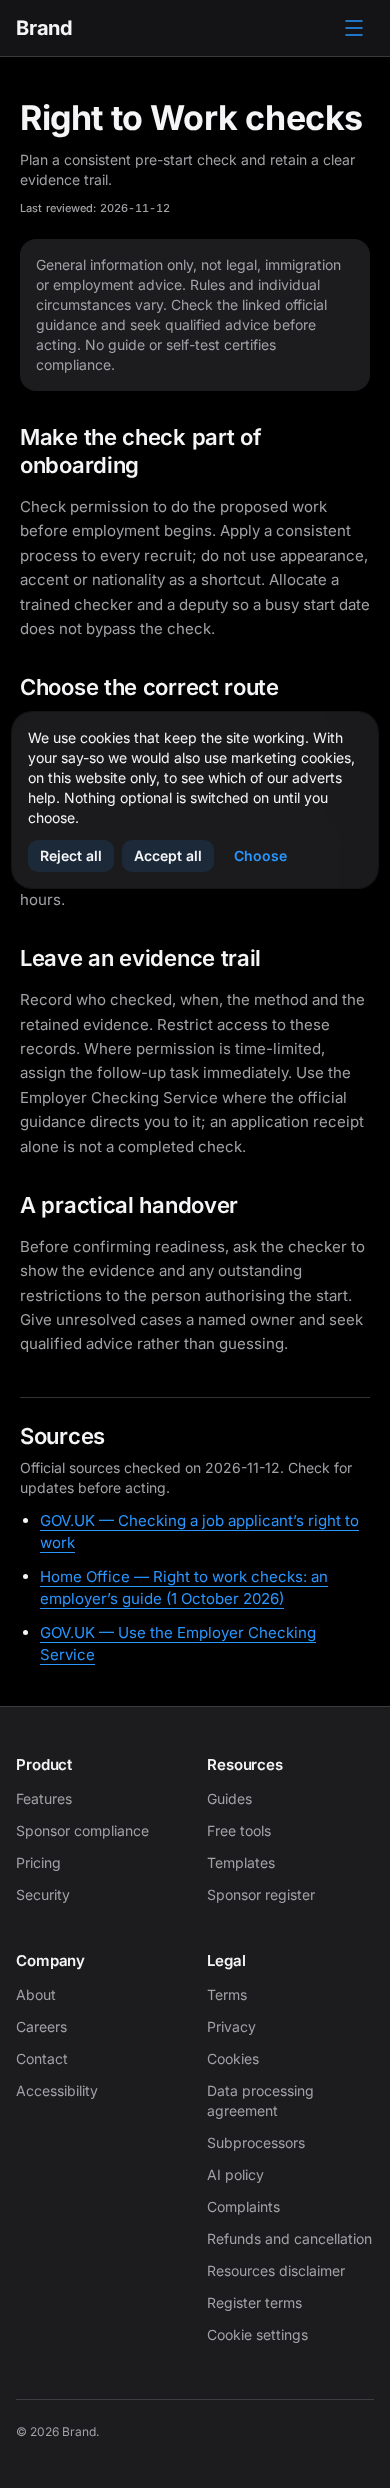 Brand
Right to Work checks
Plan a consistent pre-start check and retain a clear
evidence trail.
Last reviewed: 2026-11-12
General information only, not legal, immigration
or employment advice. Rules and individual
circumstances vary. Check the linked official
guidance and seek qualified advice before
acting. No guide or self-test certifies
compliance.
Make the check part of
onboarding
Check permission to do the proposed work
before employment begins. Apply a consistent
process to every recruit; do not use appearance,
accent or nationality as a shortcut. Allocate a
trained checker and a deputy so a busy start date
does not bypass the check.
Choose the correct route
We use cookies that keep the site working. With
your say-so we would also use marketing cookies,
on this website only, to see which of our adverts
help. Nothing optional is switched on until you
choose.
Reject all Accept all Choose
hours.
Leave an evidence trail
Record who checked, when, the method and the
retained evidence. Restrict access to these
records. Where permission is time-limited,
assign the follow-up task immediately. Use the
Employer Checking Service where the official
guidance directs you to it; an application receipt
alone is not a completed check.
A practical handover
Before confirming readiness, ask the checker to
show the evidence and any outstanding
restrictions to the person authorising the start.
Give unresolved cases a named owner and seek
qualified advice rather than guessing.
Sources
Official sources checked on 2026-11-12. Check for
updates before acting.
GOV.UK — Checking a job applicant’s right to
work
Home Office — Right to work checks: an
employer’s guide (1 October 2026)
GOV.UK — Use the Employer Checking
Service
Product
Features
Sponsor compliance
Pricing
Security
Resources
Guides
Free tools
Templates
Sponsor register
Company
About
Careers
Contact
Accessibility
Legal
Terms
Privacy
Cookies
Data processing
agreement
Subprocessors
AI policy
Complaints
Refunds and cancellation
Resources disclaimer
Register terms
Cookie settings
© 2026 Brand.